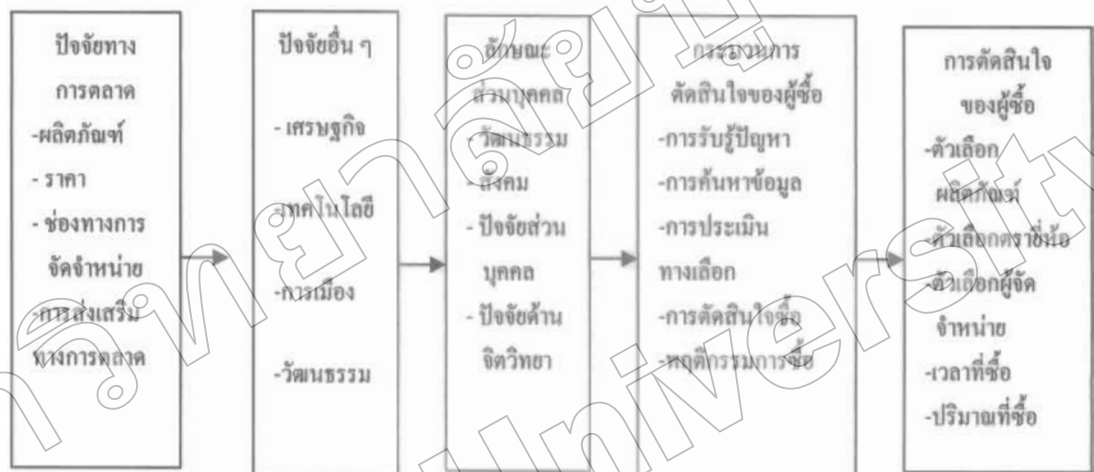 ปัจจัยทาง
การตลาด
-ผลิตภัณฑ์
- ราคา
- ช่องทางการ
จัดจำหน่าย
-การส่งเสริม
ทางการตลาด
ปัจจัยอื่น ๆ
- เศรษฐกิจ
-เทคโนโลยี
-การเมือง
-วัฒนธรรม
ลักษณะ
ส่วนบุคคล
- วัฒนธรรม
- สังคม
- ปัจจัยส่วน
บุคคล
- ปัจจัยด้าน
จิตวิทยา
กระบวนการ
ตัดสินใจของผู้ซื้อ
-การรับรู้ปัญหา
-การค้นหาข้อมูล
-การประเมิน
ทางเลือก
-การตัดสินใจซื้อ
-พฤติกรรมการซื้อ
การตัดสินใจ
ของผู้ซื้อ
-ตัวเลือก
ผลิตภัณฑ์
-ตัวเลือกตรายี่ห้อ
-ตัวเลือกผู้จัด
จำหน่าย
-เวลาที่ซื้อ
-ปริมาณที่ซื้อ
University